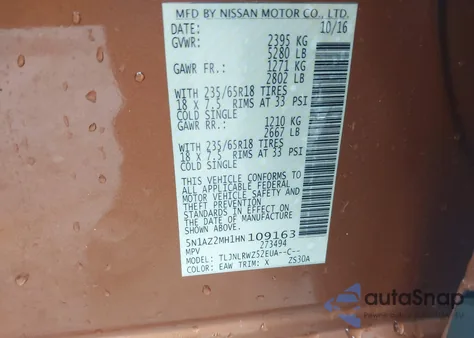 MFD BY NISSAN MOTOR CO., LTD.
DATE: 10/16
GVWR: 2395 KG
5280 LB
GAWR FR.: 1271 KG
2802 LB
WITH 235/65R18 TIRES
18 X 7.5 RIMS AT 33 PSI
COLD SINGLE
GAWR RR.: 1210 KG
2667 LB
WITH 235/65R18 TIRES
18 X 7.5 RIMS AT 33 PSI
COLD SINGLE
THIS VEHICLE CONFORMS TO
ALL APPLICABLE FEDERAL
MOTOR VEHICLE SAFETY AND
THEFT PREVENTION
STANDARDS IN EFFECT ON
THE DATE OF MANUFACTURE
SHOWN ABOVE.
5N1AZ2MH1HN109163
MPV 273494
MODEL: TLJNLRWZ52EUA--C--
COLOR: EAW TRIM: X ZS30A
autoSnap